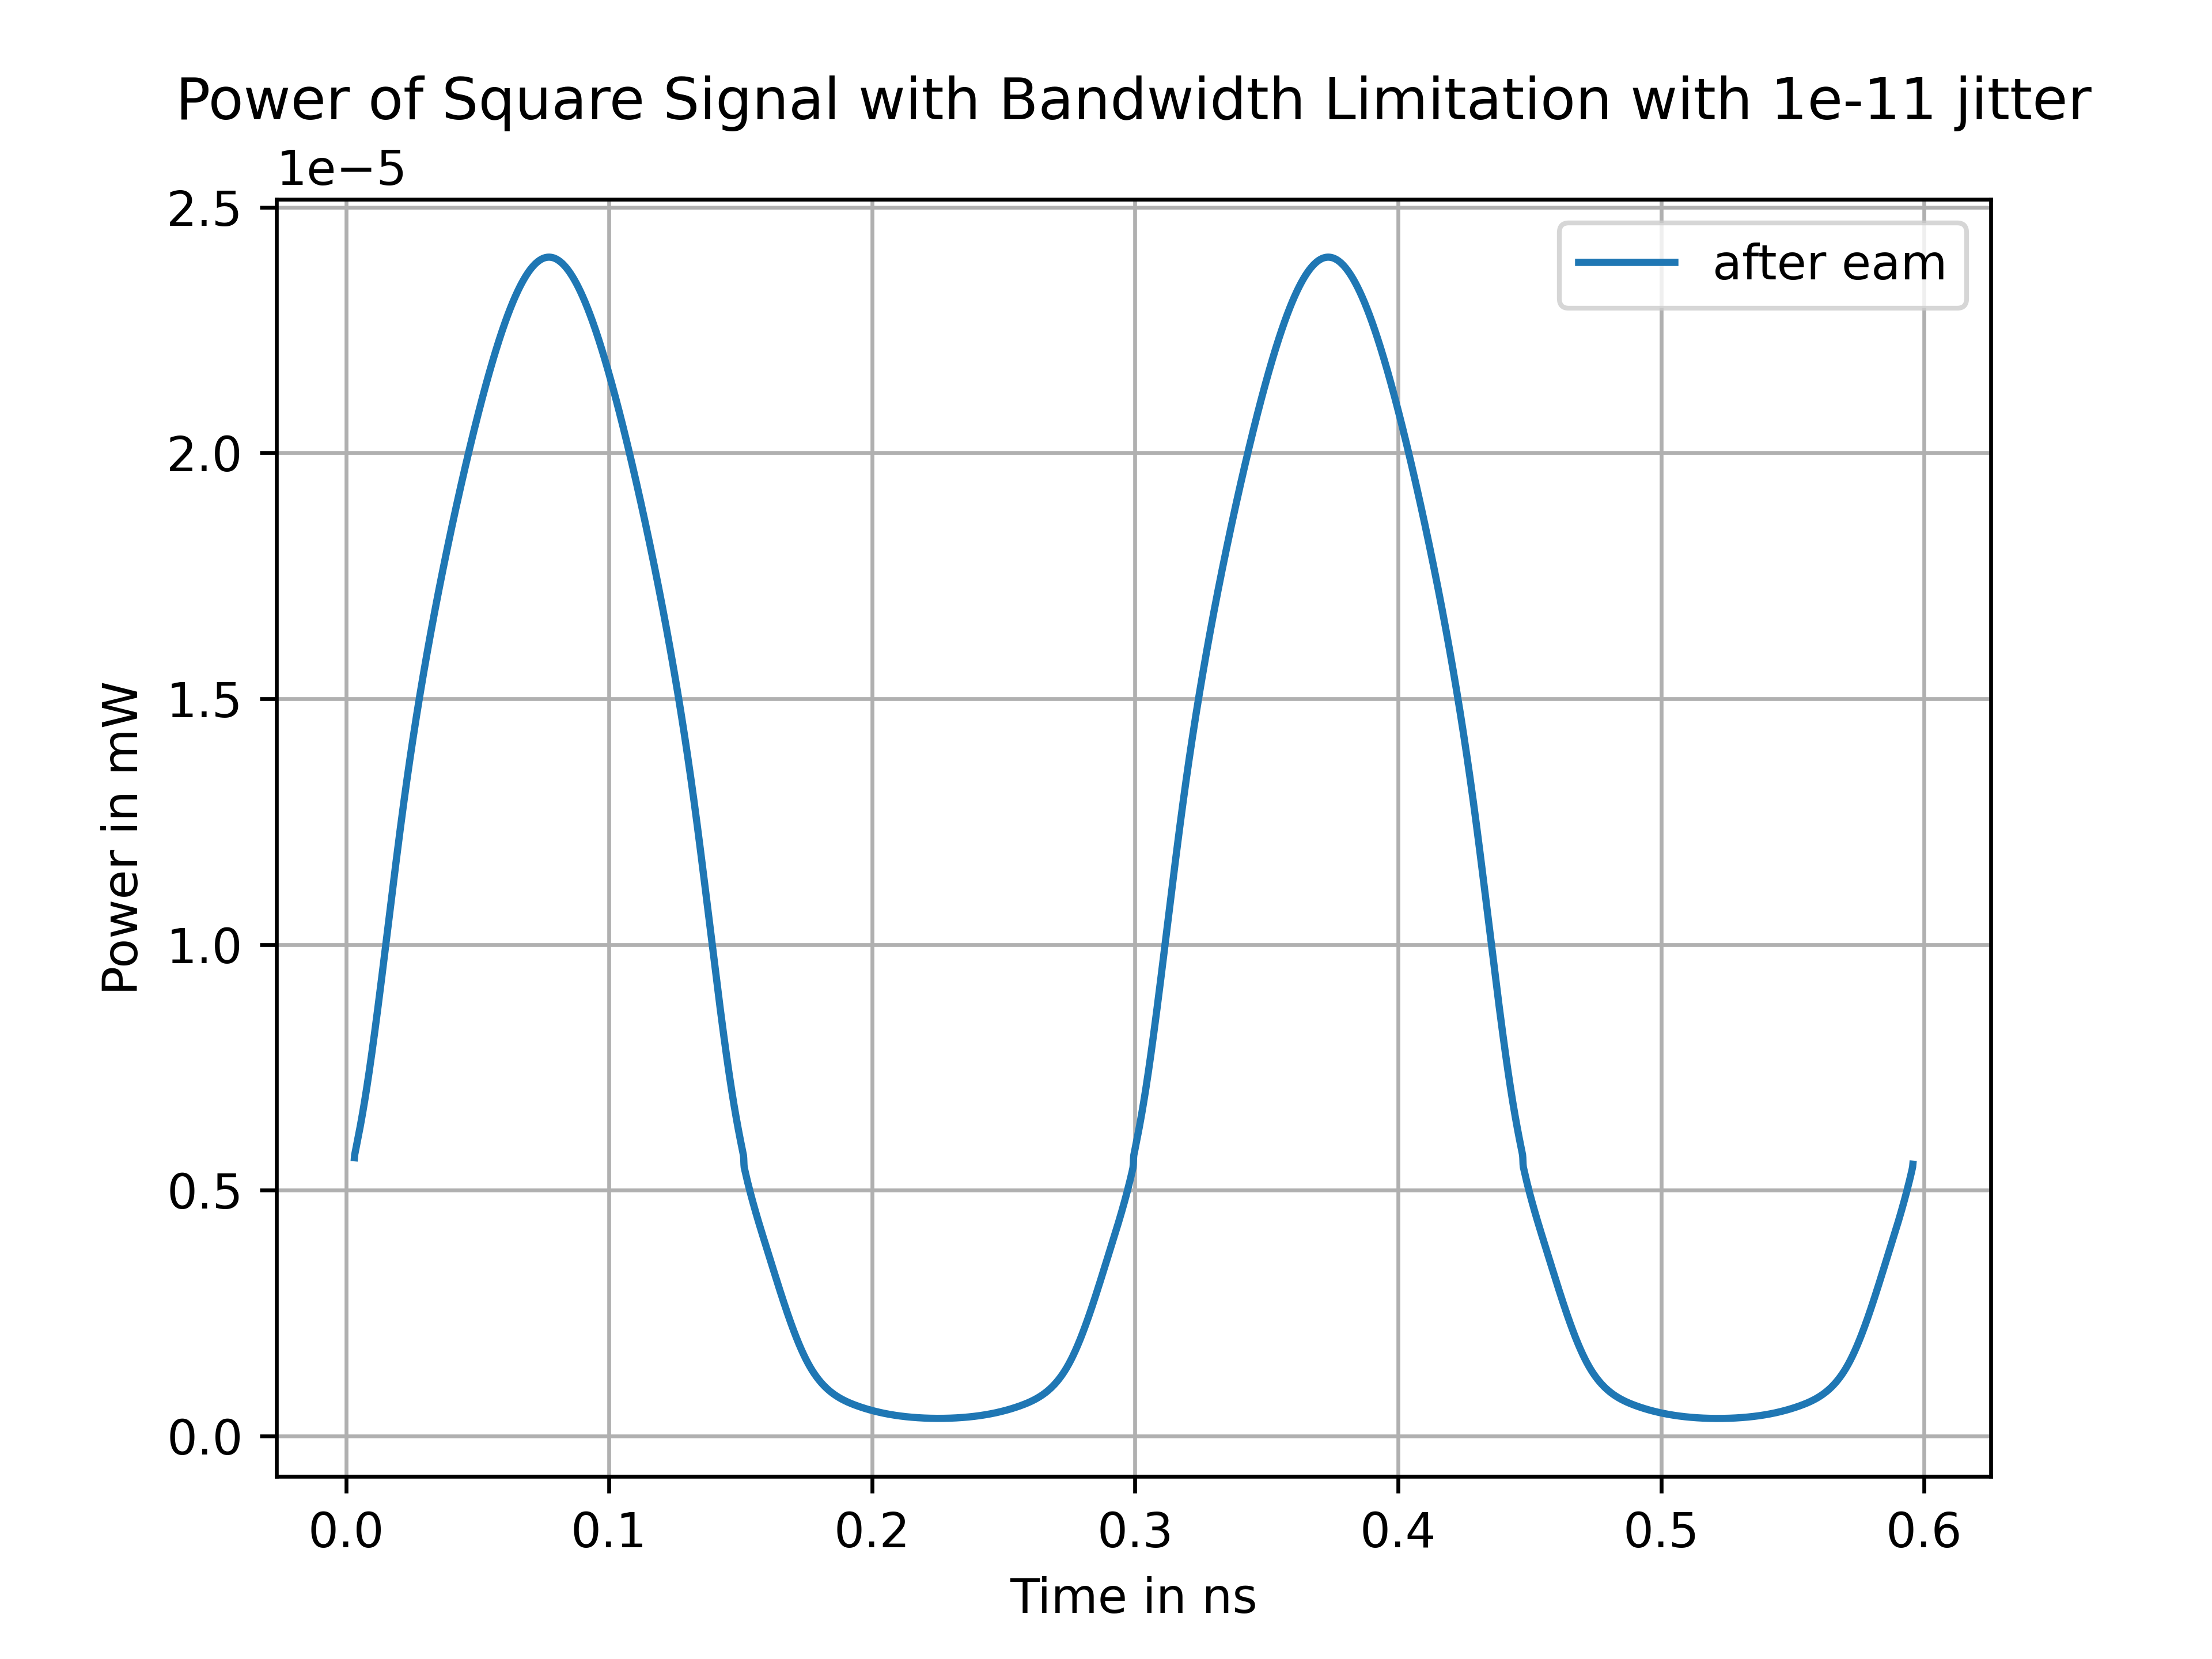 Power of Square Signal with Bandwidth Limitation with 1e-11 jitter
1e−5
2.5
after eam
2.0
1.5
1.0
0.5
0.0
Power in mW
0.0 0.1 0.2 0.3 0.4 0.5 0.6
Time in ns